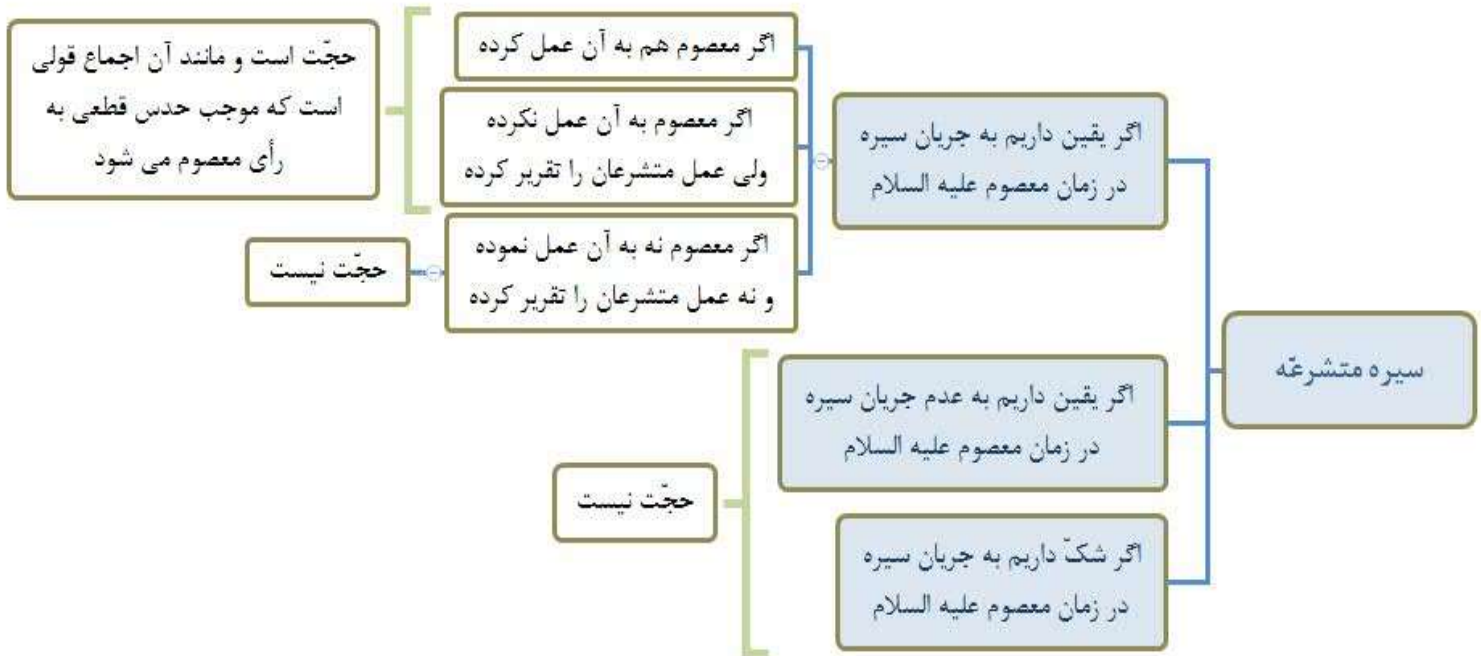 سیره متشرعّه
اگر یقین داریم به جریان سیره
در زمان معصوم علیه السلام
اگر معصوم هم به آن عمل کرده
اگر معصوم به آن عمل نکرده
ولی عمل متشرعان را تقریر کرده
حجّت است و مانند آن اجماع قولی
است که موجب حدس قطعی به
رأی معصوم می شود
اگر معصوم نه به آن عمل نموده
و نه عمل متشرعان را تقریر کرده
حجّت نیست
اگر یقین داریم به عدم جریان سیره
در زمان معصوم علیه السلام
اگر شکّ داریم به جریان سیره
در زمان معصوم علیه السلام
حجّت نیست